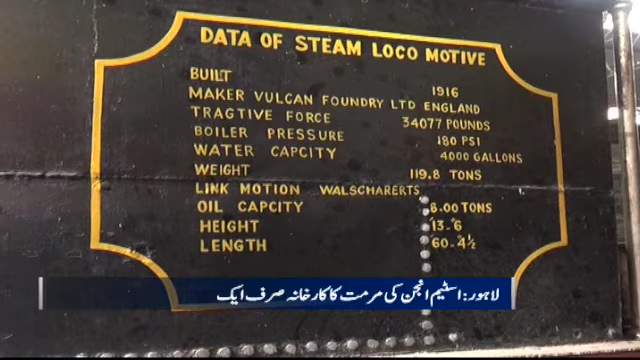 DATA OF STEAM LOCO MOTIVE
BUILT 1916
MAKER VULCAN FOUNDRY LTD ENGLAND
TRACTIVE FORCE 34077 POUNDS
BOILER PRESSURE 180 PSI
WATER CAPCITY 4000 GALLONS
WEIGHT 119.8 TONS
LINK MOTION WALSCHARERTS
OIL CAPCITY 8.00 TONS
HEIGHT 13-6
LENGTH 60-4½
لاہور: اسٹیم انجن کی مرمت کا کارخانہ صرف ایک